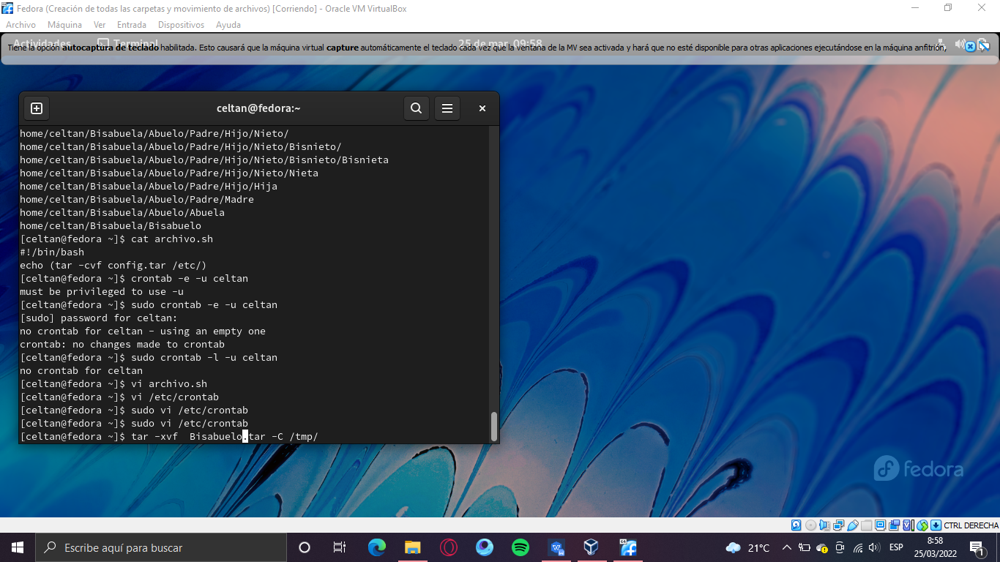 Fedora (Creación de todas las carpetas y movimiento de archivos) [Corriendo] - Oracle VM VirtualBox
Archivo Máquina Ver Entrada Dispositivos Ayuda
Actividades Terminal 25 de mar 09:58
Tiene la opción autocaptura de teclado habilitada. Esto causará que la máquina virtual capture automáticamente el teclado cada vez que la ventana de la MV sea activada y hará que no esté disponible para otras aplicaciones ejecutándose en la máquina anfitrión,
celtan@fedora:~
home/celtan/Bisabuela/Abuelo/Padre/Hijo/Nieto/
home/celtan/Bisabuela/Abuelo/Padre/Hijo/Nieto/Bisnieto/
home/celtan/Bisabuela/Abuelo/Padre/Hijo/Nieto/Bisnieto/Bisnieta
home/celtan/Bisabuela/Abuelo/Padre/Hijo/Nieto/Nieta
home/celtan/Bisabuela/Abuelo/Padre/Hijo/Hija
home/celtan/Bisabuela/Abuelo/Padre/Madre
home/celtan/Bisabuela/Abuelo/Abuela
home/celtan/Bisabuela/Bisabuelo
[celtan@fedora ~]$ cat archivo.sh
#!/bin/bash
echo (tar -cvf config.tar /etc/)
[celtan@fedora ~]$ crontab -e -u celtan
must be privileged to use -u
[celtan@fedora ~]$ sudo crontab -e -u celtan
[sudo] password for celtan:
no crontab for celtan - using an empty one
crontab: no changes made to crontab
[celtan@fedora ~]$ sudo crontab -l -u celtan
no crontab for celtan
[celtan@fedora ~]$ vi archivo.sh
[celtan@fedora ~]$ vi /etc/crontab
[celtan@fedora ~]$ sudo vi /etc/crontab
[celtan@fedora ~]$ sudo vi /etc/crontab
[celtan@fedora ~]$ tar -xvf  Bisabuelo.tar -C /tmp/
fedora
CTRL DERECHA
Escribe aquí para buscar
21°C
ESP
8:58
25/03/2022
1